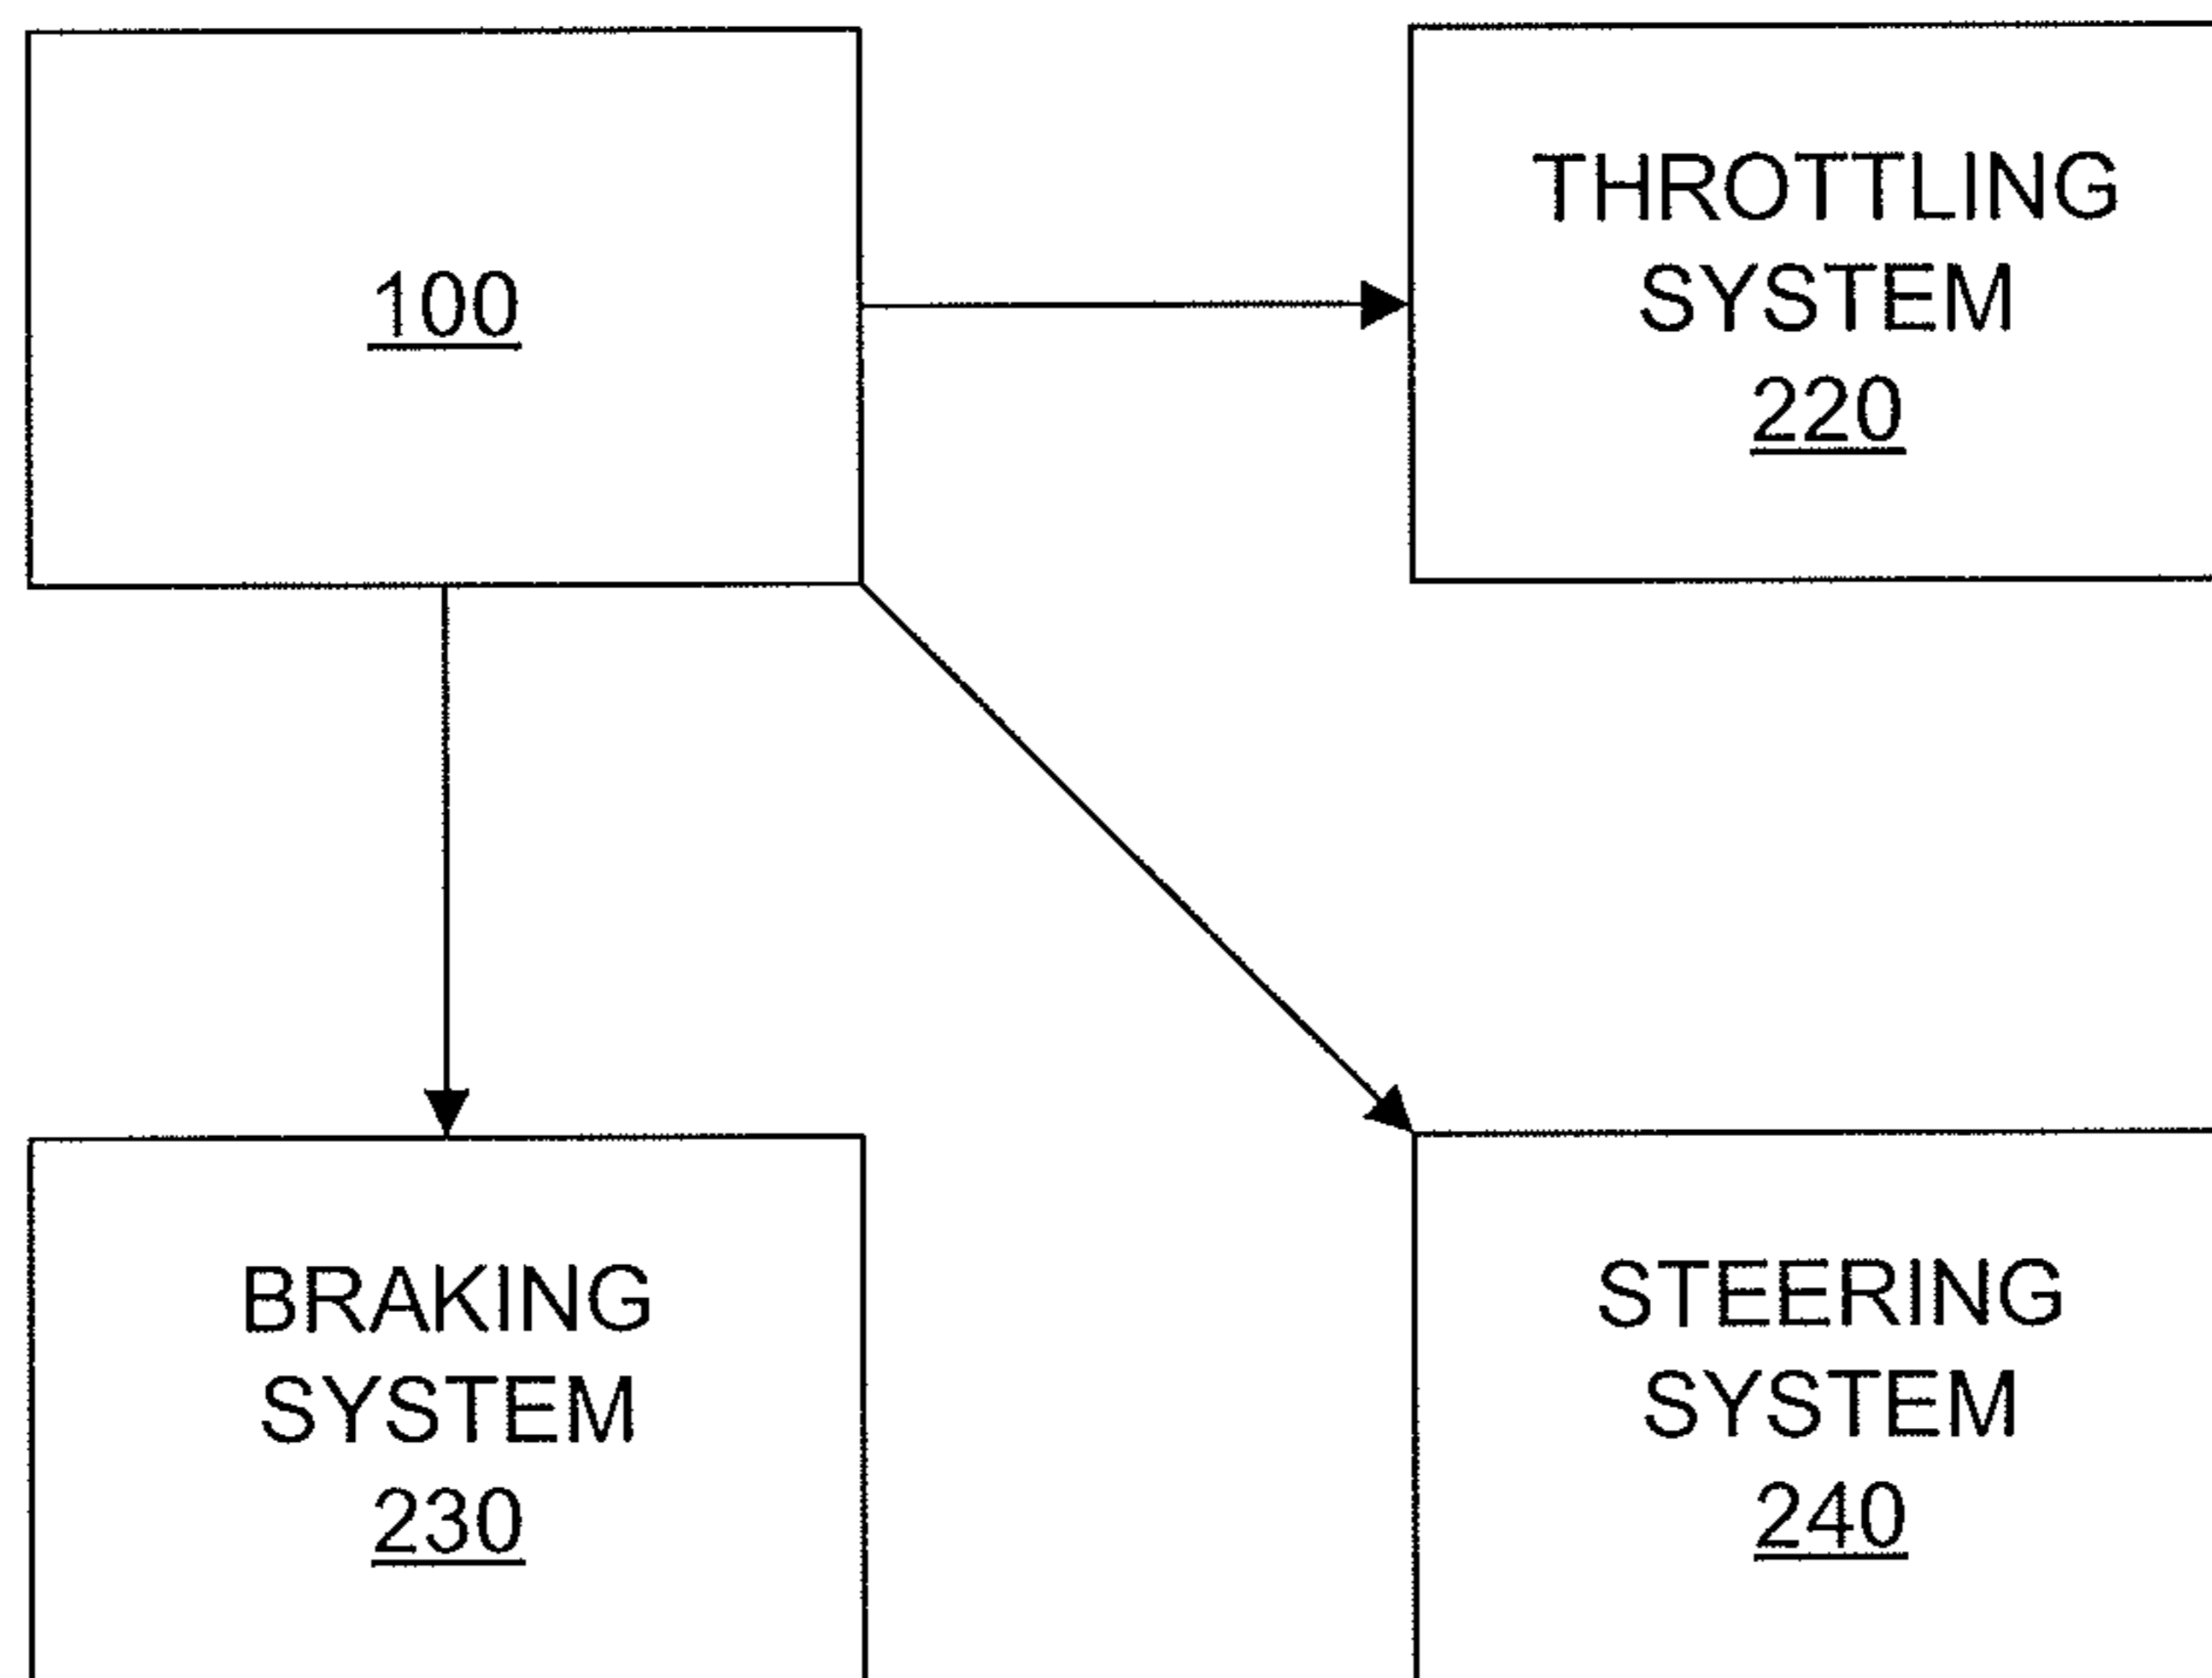 100
THROTTLING
SYSTEM
220
BRAKING
SYSTEM
230
STEERING
SYSTEM
240